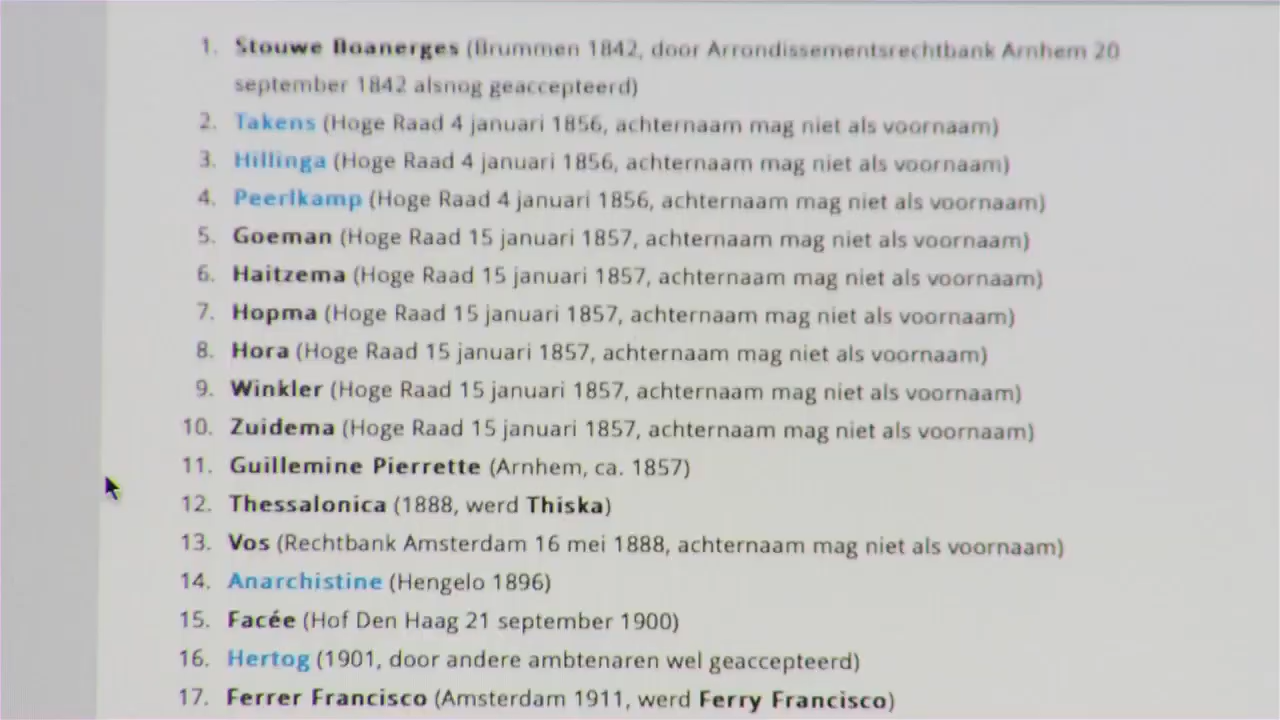 1. Stouwe Boanerges (Brummen 1842, door Arrondissementsrechtbank Arnhem 20
september 1842 alsnog geaccepteerd)
2. Takens (Hoge Raad 4 januari 1856, achternaam mag niet als voornaam)
3. Hillinga (Hoge Raad 4 januari 1856, achternaam mag niet als voornaam)
4. Peerlkamp (Hoge Raad 4 januari 1856, achternaam mag niet als voornaam)
5. Goeman (Hoge Raad 15 januari 1857, achternaam mag niet als voornaam)
6. Haitzema (Hoge Raad 15 januari 1857, achternaam mag niet als voornaam)
7. Hopma (Hoge Raad 15 januari 1857, achternaam mag niet als voornaam)
8. Hora (Hoge Raad 15 januari 1857, achternaam mag niet als voornaam)
9. Winkler (Hoge Raad 15 januari 1857, achternaam mag niet als voornaam)
10. Zuidema (Hoge Raad 15 januari 1857, achternaam mag niet als voornaam)
11. Guillemine Pierrette (Arnhem, ca. 1857)
12. Thessalonica (1888, werd Thiska)
13. Vos (Rechtbank Amsterdam 16 mei 1888, achternaam mag niet als voornaam)
14. Anarchistine (Hengelo 1896)
15. Facée (Hof Den Haag 21 september 1900)
16. Hertog (1901, door andere ambtenaren wel geaccepteerd)
17. Ferrer Francisco (Amsterdam 1911, werd Ferry Francisco)